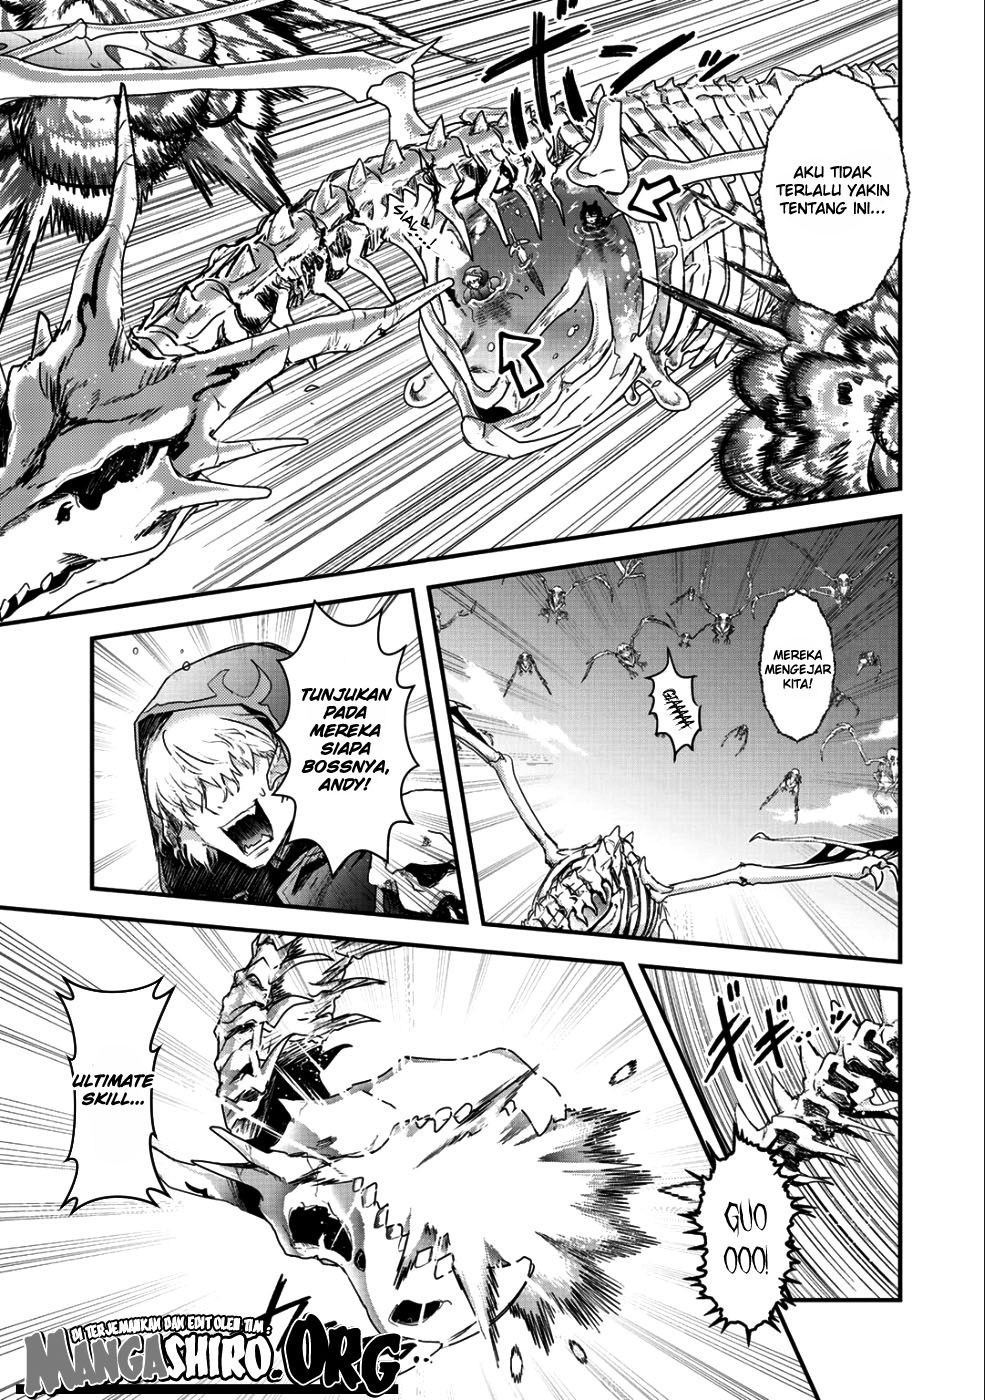 AKU TIDAK
TERLALU YAKIN
TENTANG INI...
SIAL...!
MEREKA
MENGEJAR
KITA!
GYAAAA
TUNJUKAN
PADA
MEREKA
SIAPA
BOSSNYA,
ANDY!
GUO
OOO!
ULTIMATE
SKILL...
DI TERJEMAHKAN DAN EDIT OLEH TIM :
MANGASHIRO.ORG